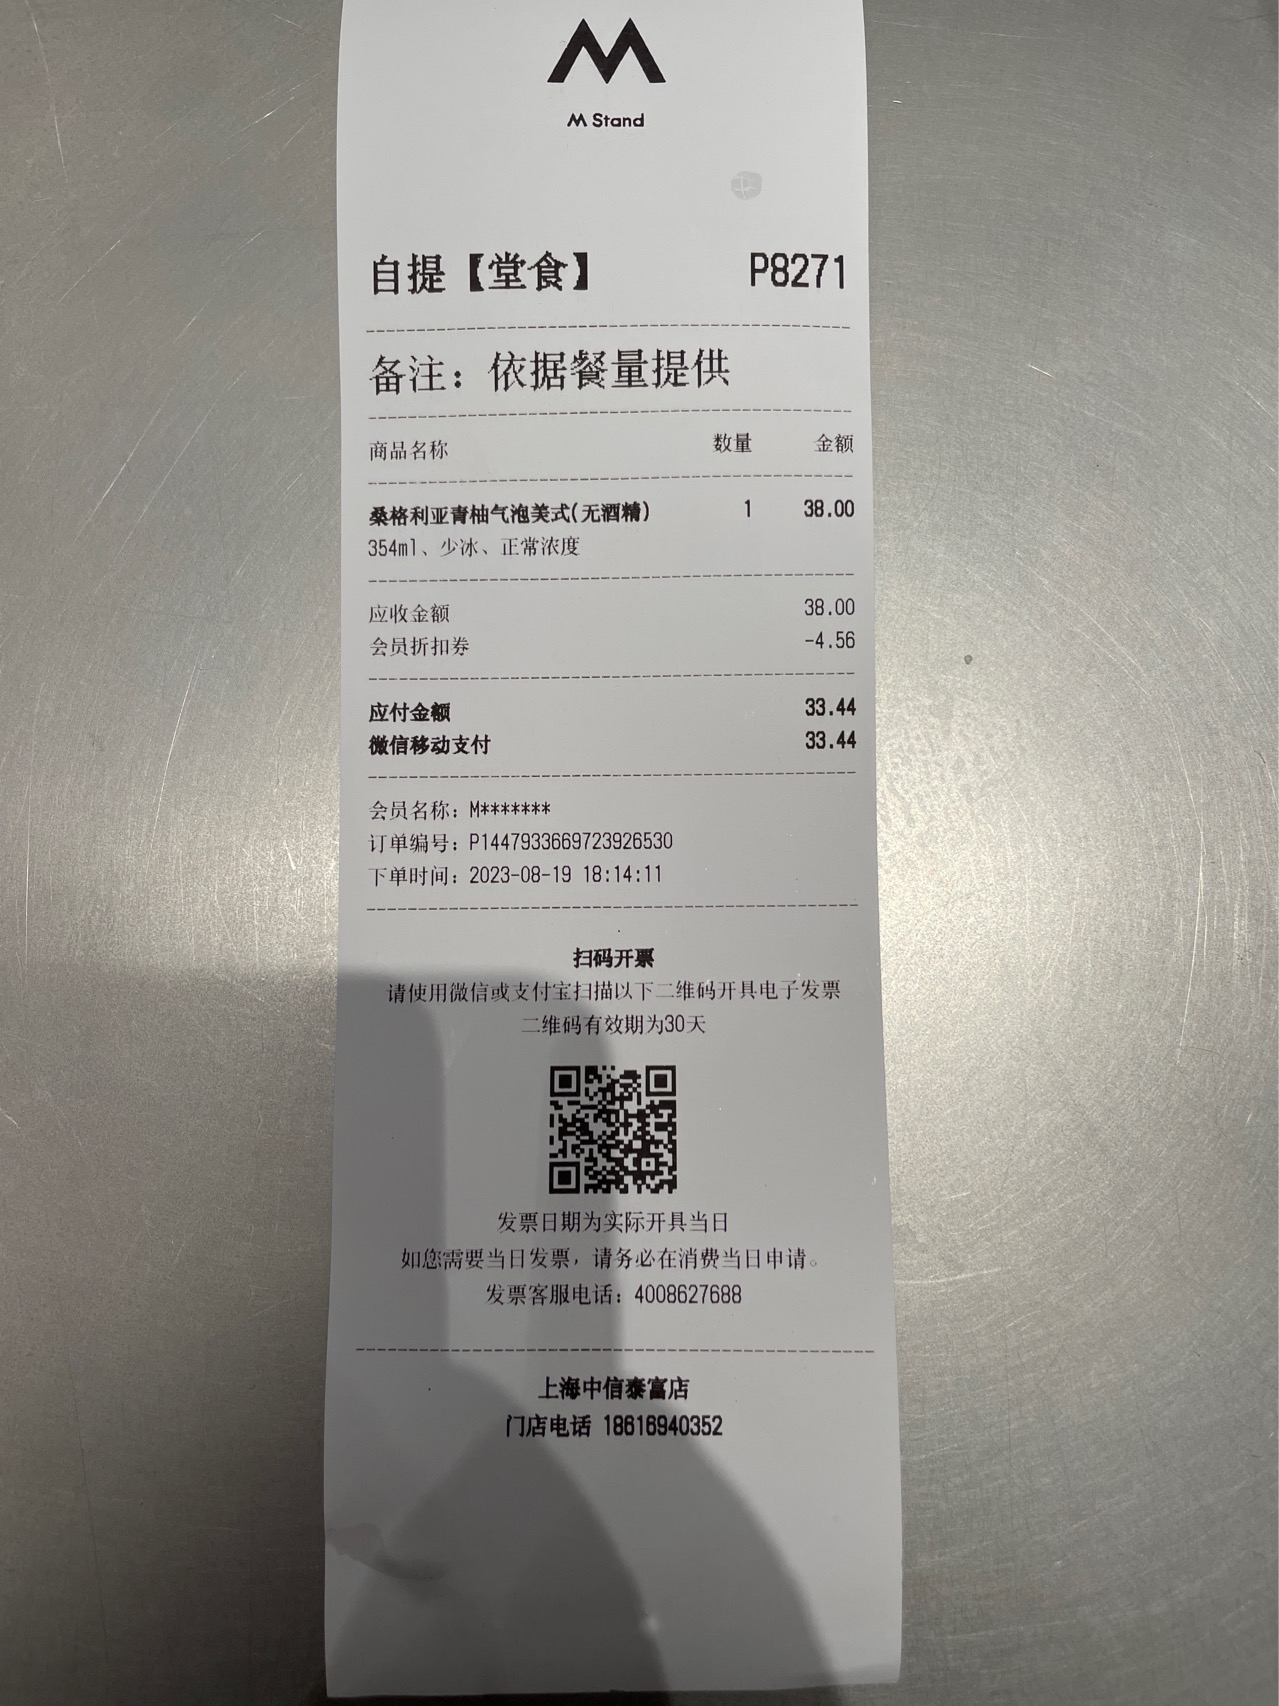 M Stand
自提【堂食】 P8271
备注：依据餐量提供
商品名称 数量 金额
桑格利亚青柚气泡美式(无酒精) 1 38.00
354ml、少冰、正常浓度
应收金额 38.00
会员折扣券 -4.56
应付金额 33.44
微信移动支付 33.44
会员名称：M*******
订单编号：P1447933669723926530
下单时间：2023-08-19 18:14:11
扫码开票
请使用微信或支付宝扫描以下二维码开具电子发票
二维码有效期为30天
发票日期为实际开具当日
如您需要当日发票，请务必在消费当日申请。
发票客服电话：4008627688
上海中信泰富店
门店电话 18616940352